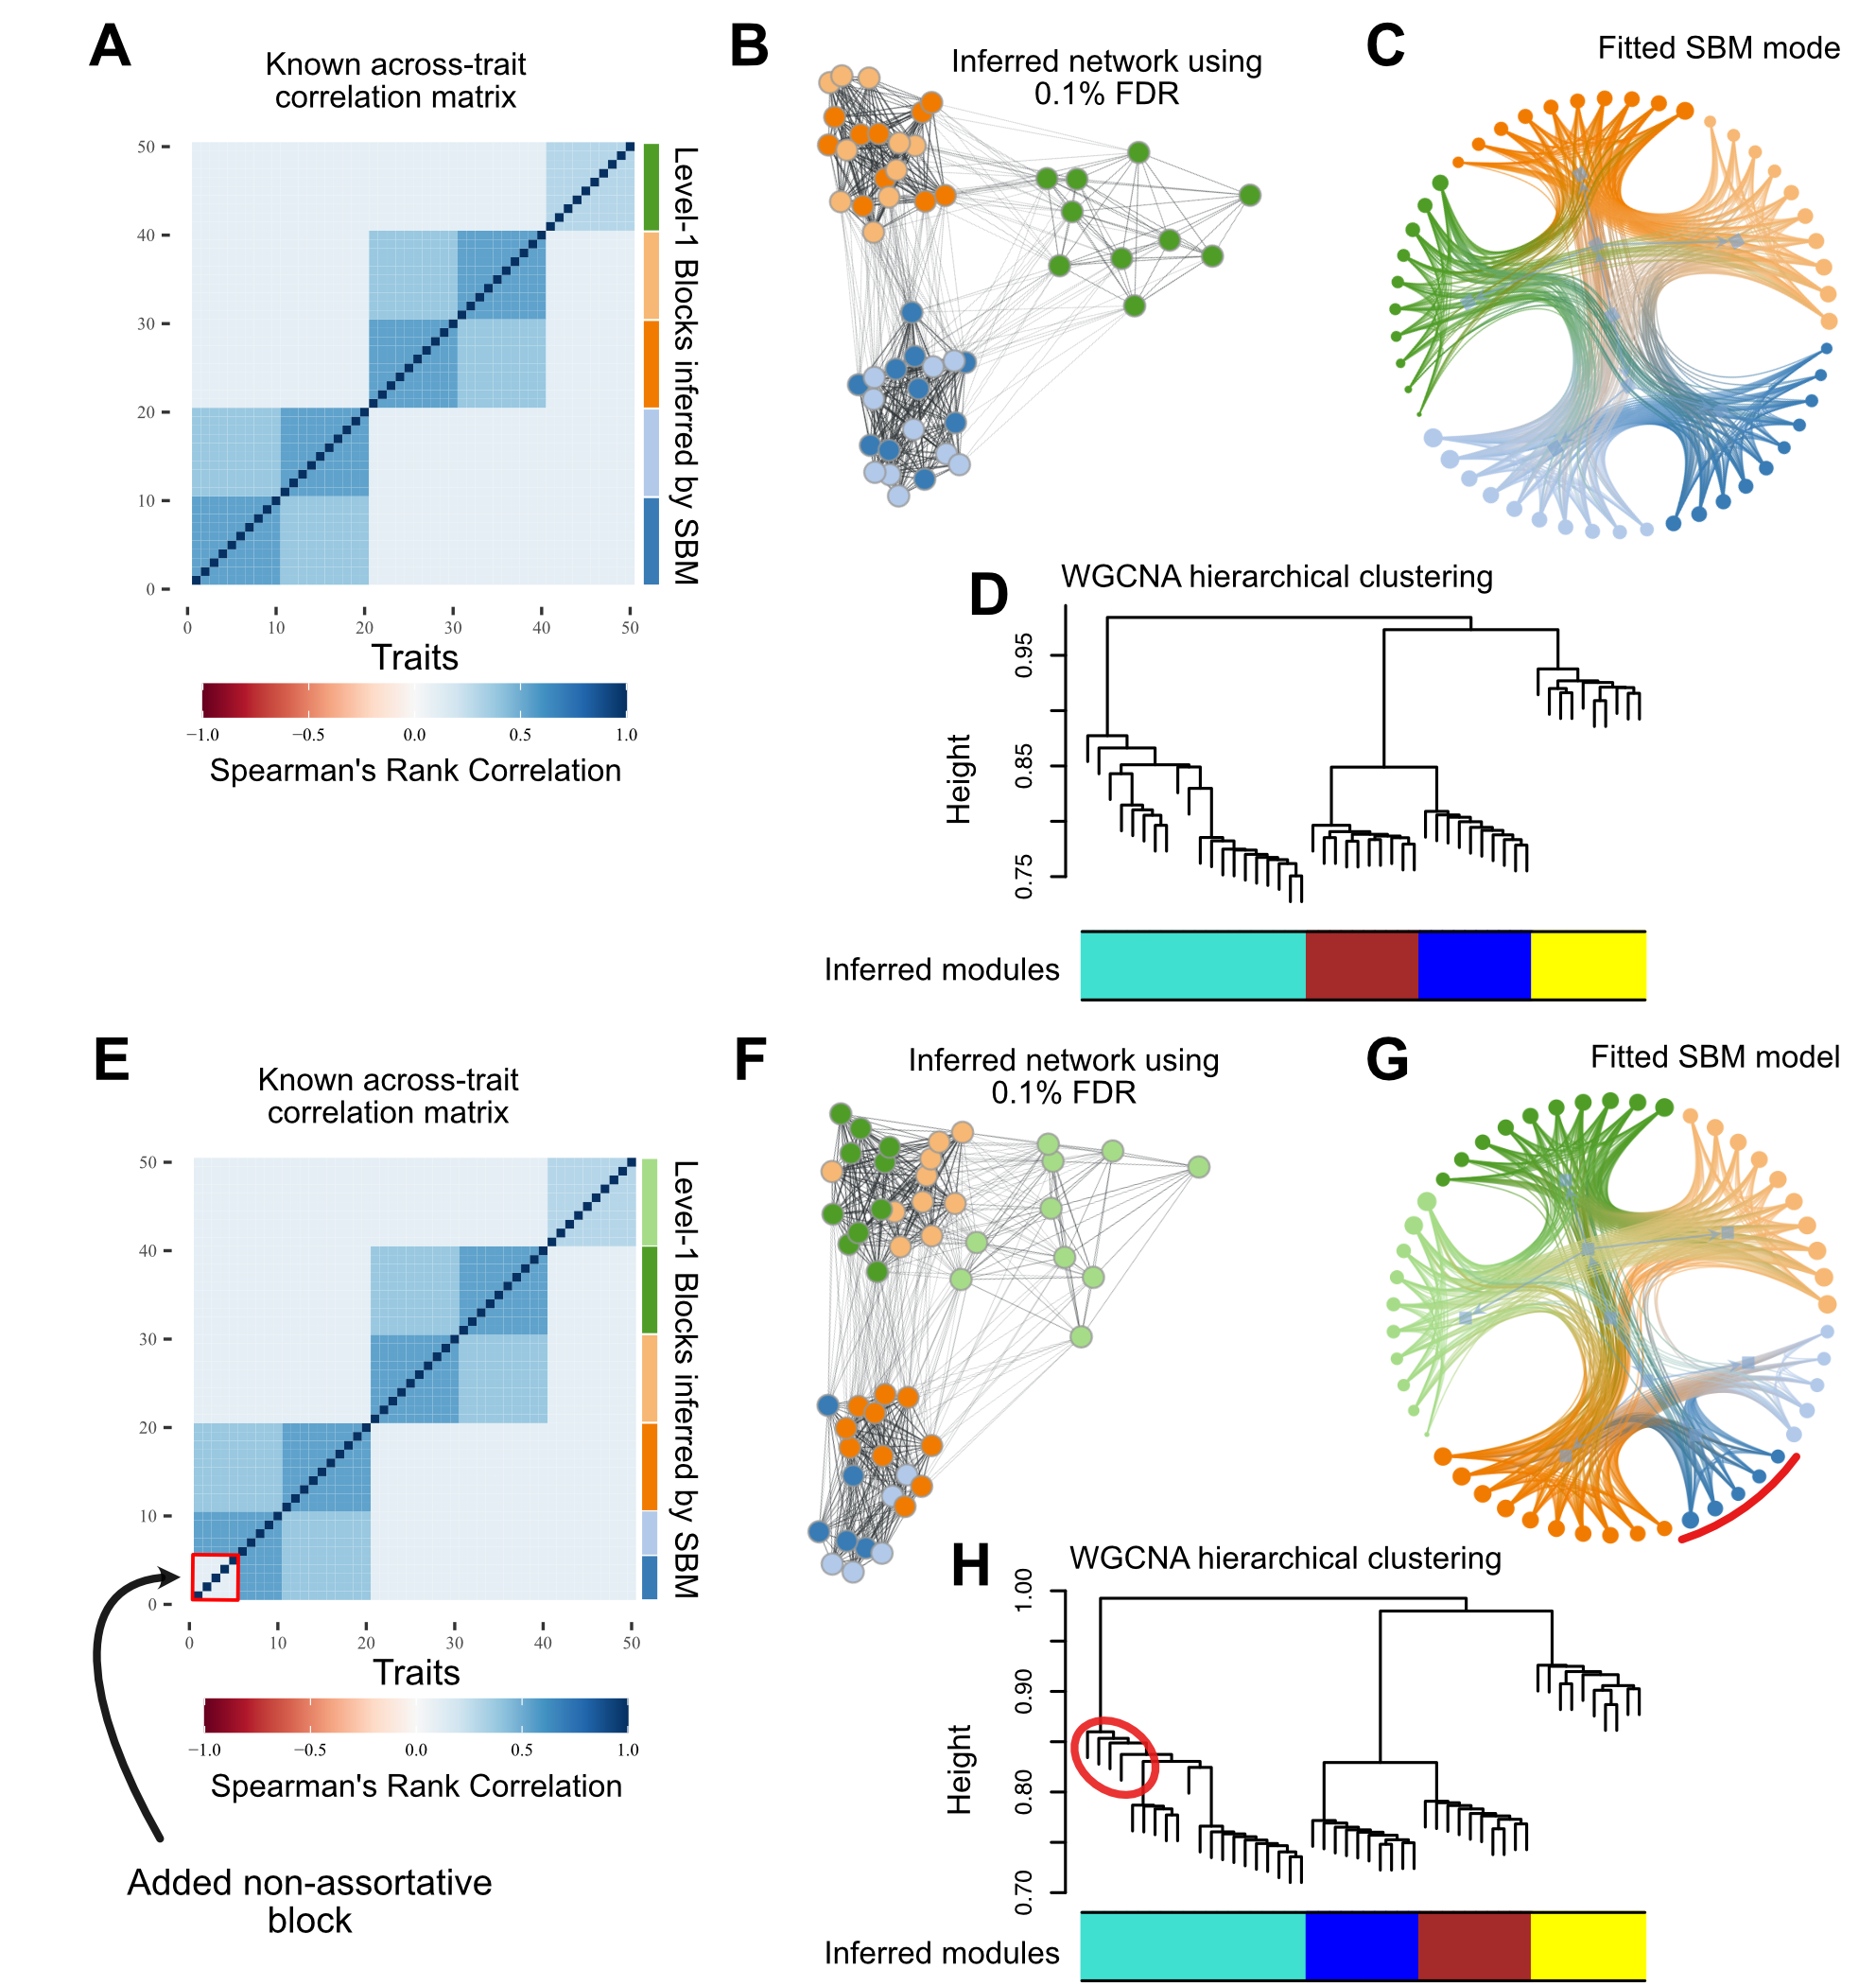 A
Known across-trait
correlation matrix
50
40
30
20
10
0
0 10 20 30 40 50
Traits
Level-1 Blocks inferred by SBM
−1.0 −0.5 0.0 0.5 1.0
Spearman's Rank Correlation
B
Inferred network using
0.1% FDR
C
Fitted SBM mode
D
WGCNA hierarchical clustering
Height
0.95
0.85
0.75
Inferred modules
E
Known across-trait
correlation matrix
50
40
30
20
10
0
0 10 20 30 40 50
Traits
Level-1 Blocks inferred by SBM
−1.0 −0.5 0.0 0.5 1.0
Spearman's Rank Correlation
Added non-assortative
block
F
Inferred network using
0.1% FDR
G
Fitted SBM model
H
WGCNA hierarchical clustering
Height
1.00
0.90
0.80
0.70
Inferred modules